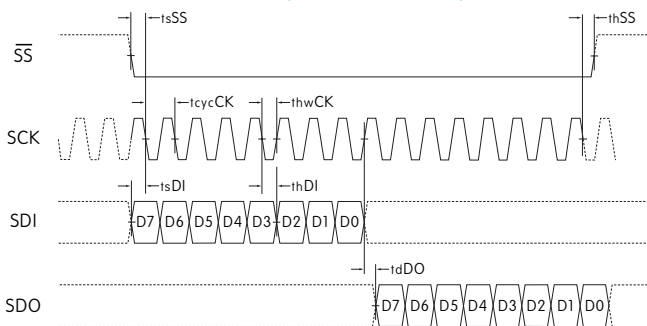 tsSS thSS
SS
tcycCK thwCK
SCK
tsDI thDI
SDI D7 D6 D5 D4 D3 D2 D1 D0
tdDO
SDO D7 D6 D5 D4 D3 D2 D1 D0